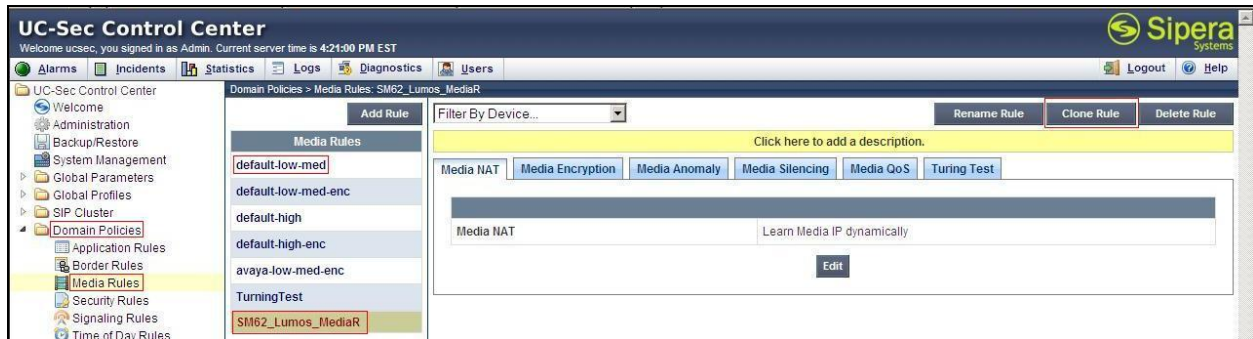 UC-Sec Control Center
Welcome ucsec, you signed in as Admin. Current server time is 4:21:00 PM EST
Sipera
Systems
Alarms Incidents Statistics Logs Diagnostics Users Logout Help
UC-Sec Control Center
Welcome
Administration
Backup/Restore
System Management
Global Parameters
Global Profiles
SIP Cluster
Domain Policies
Application Rules
Border Rules
Media Rules
Security Rules
Signaling Rules
Time of Day Rules
Domain Policies > Media Rules: SM62_Lumos_MediaR
Add Rule
Media Rules
default-low-med
default-low-med-enc
default-high
default-high-enc
avaya-low-med-enc
TurningTest
SM62_Lumos_MediaR
Filter By Device...
Rename Rule Clone Rule Delete Rule
Click here to add a description.
Media NAT Media Encryption Media Anomaly Media Silencing Media QoS Turing Test
Media NAT Learn Media IP dynamically
Edit